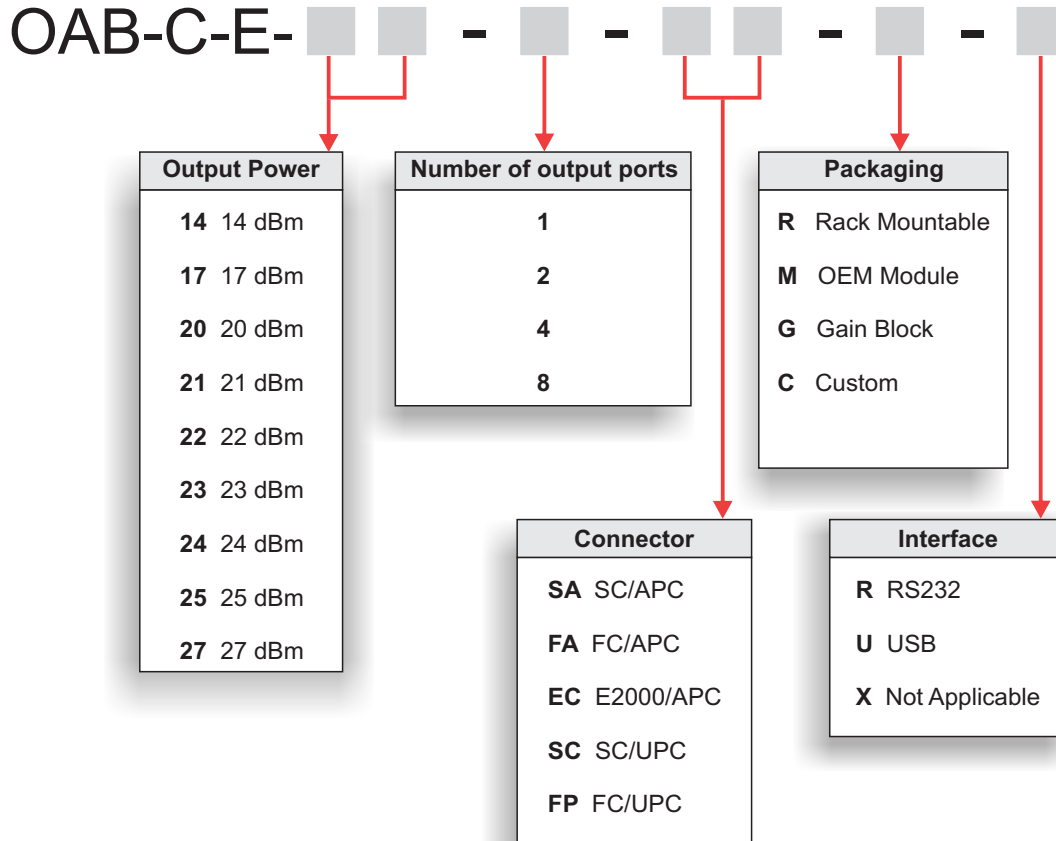 OAB-C-E- - - - -
Output Power
14 14 dBm
17 17 dBm
20 20 dBm
21 21 dBm
22 22 dBm
23 23 dBm
24 24 dBm
25 25 dBm
27 27 dBm
Number of output ports
1
2
4
8
Packaging
R Rack Mountable
M OEM Module
G Gain Block
C Custom
Connector
SA SC/APC
FA FC/APC
EC E2000/APC
SC SC/UPC
FP FC/UPC
Interface
R RS232
U USB
X Not Applicable